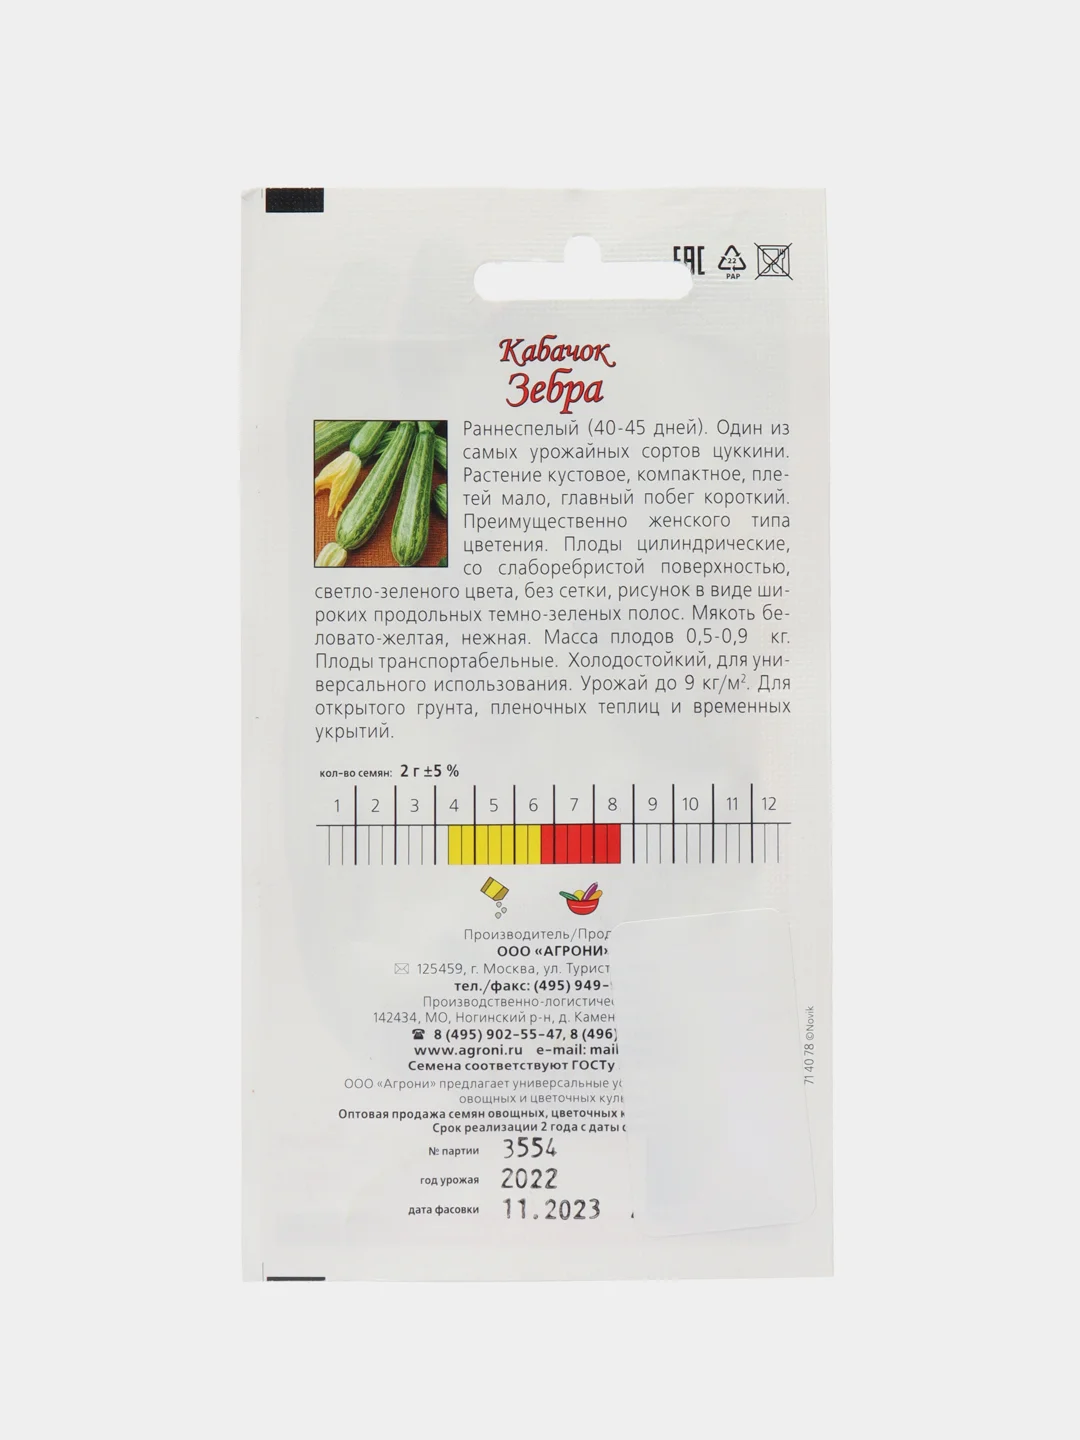 EAC
22
PAP
Кабачок
Зебра
Раннеспелый (40-45 дней). Один из
самых урожайных сортов цуккини.
Растение кустовое, компактное, пле-
тей мало, главный побег короткий.
Преимущественно женского типа
цветения. Плоды цилиндрические,
со слаборебристой поверхностью,
светло-зеленого цвета, без сетки, рисунок в виде ши-
роких продольных темно-зеленых полос. Мякоть бе-
ловато-желтая, нежная. Масса плодов 0,5-0,9 кг.
Плоды транспортабельные. Холодостойкий, для уни-
версального использования. Урожай до 9 кг/м². Для
открытого грунта, пленочных теплиц и временных
укрытий.
кол-во семян: 2 г ±5 %
1 2 3 4 5 6 7 8 9 10 11 12
Производитель/Прод
ООО «АГРОНИ»
125459, г. Москва, ул. Турист
тел./факс: (495) 949-
Производственно-логистичес
142434, МО, Ногинский р-н, д. Камен
8 (495) 902-55-47, 8 (496)
www.agroni.ru e-mail: mail
Семена соответствуют ГОСТу
ООО «Агрони» предлагает универсальные ус
овощных и цветочных куль
Оптовая продажа семян овощных, цветочных к
Срок реализации 2 года с даты
№ партии 3554
год урожая 2022
дата фасовки 11.2023
71 40 78 ©Novik